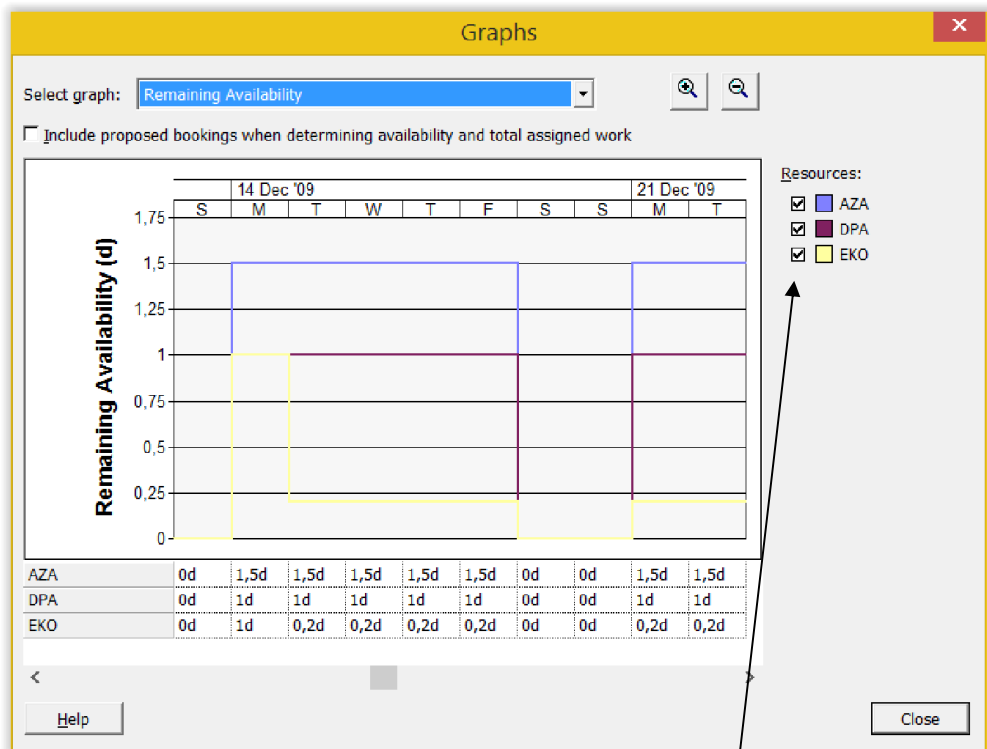 Graphs
Select graph: Remaining Availability
Include proposed bookings when determining availability and total assigned work
Resources:
AZA
DPA
EKO
14 Dec '09 21 Dec '09
S M T W T F S S M T
Remaining Availability (d)
1,75
1,5
1,25
1
0,75
0,5
0,25
0
AZA 0d 1,5d 1,5d 1,5d 1,5d 1,5d 0d 0d 1,5d 1,5d
DPA 0d 1d 1d 1d 1d 1d 0d 0d 1d 1d
EKO 0d 1d 0,2d 0,2d 0,2d 0,2d 0d 0d 0,2d 0,2d
Help Close